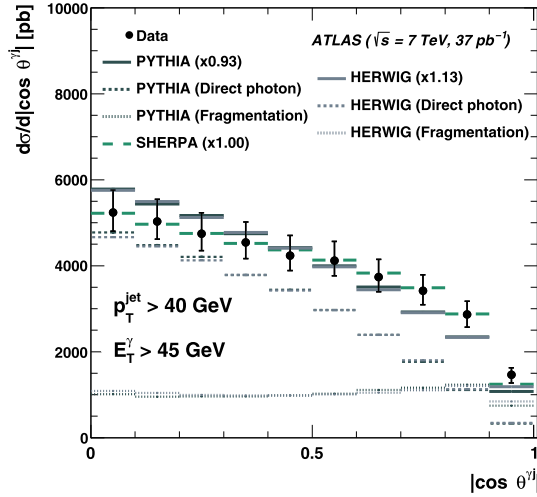 dσ/d|cos θ^γj| [pb]
10000
8000
6000
4000
2000
0
Data
PYTHIA (x0.93)
PYTHIA (Direct photon)
PYTHIA (Fragmentation)
SHERPA (x1.00)
ATLAS (√s = 7 TeV, 37 pb⁻¹)
HERWIG (x1.13)
HERWIG (Direct photon)
HERWIG (Fragmentation)
p_T^jet > 40 GeV
E_T^γ > 45 GeV
0 0.5 1
|cos θ^γj|